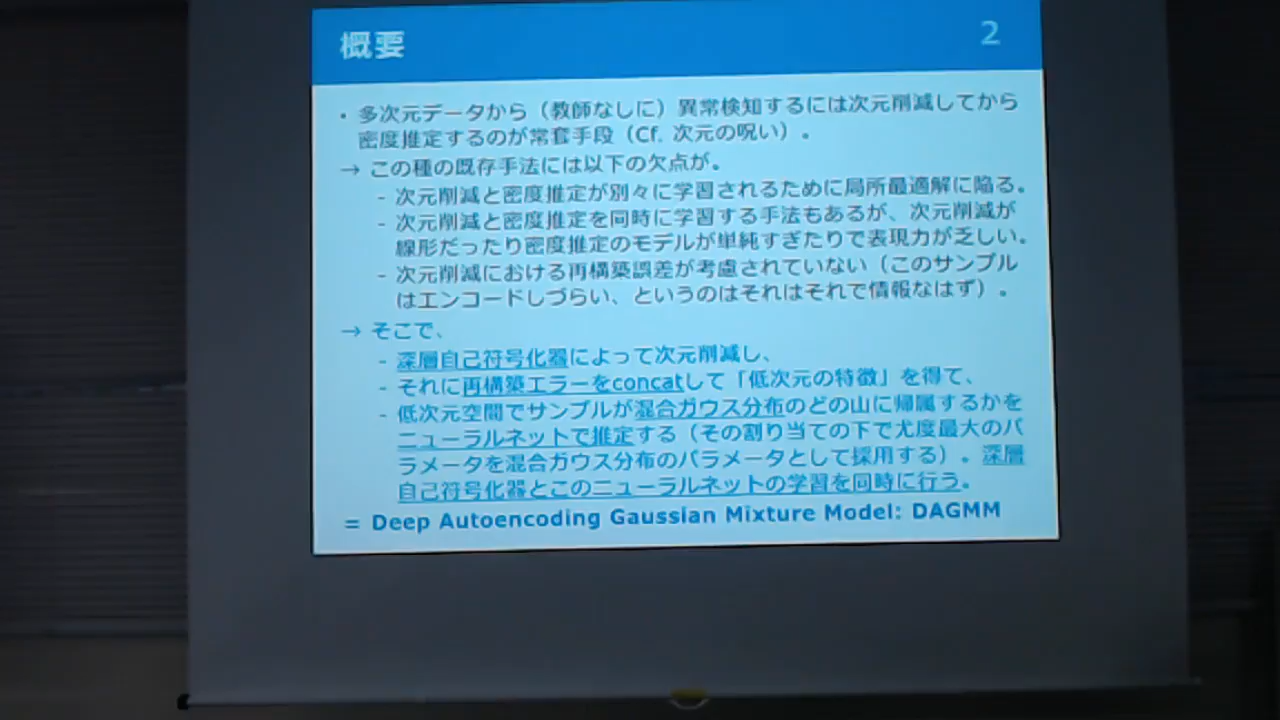 概要
2
・多次元データから（教師なしに）異常検知するには次元削減してから
密度推定するのが常套手段（Cf. 次元の呪い）。
→ この種の既存手法には以下の欠点が。
- 次元削減と密度推定が別々に学習されるために局所最適解に陥る。
- 次元削減と密度推定を同時に学習する手法もあるが、次元削減が
線形だったり密度推定のモデルが単純すぎたりで表現力が乏しい。
- 次元削減における再構築誤差が考慮されていない（このサンプル
はエンコードしづらい、というのはそれはそれで情報なはず）。
→ そこで、
- 深層自己符号化器によって次元削減し、
- それに再構築エラーをconcatして「低次元の特徴」を得て、
- 低次元空間でサンプルが混合ガウス分布のどの山に帰属するかを
ニューラルネットで推定する（その割り当ての下で尤度最大のパ
ラメータを混合ガウス分布のパラメータとして採用する）。深層
自己符号化器とこのニューラルネットの学習を同時に行う。
= Deep Autoencoding Gaussian Mixture Model: DAGMM